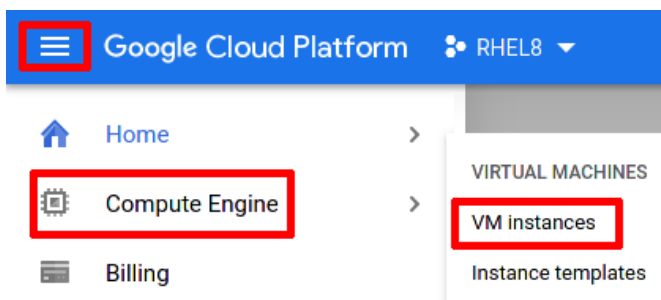 Google Cloud Platform RHEL8
Home
Compute Engine
Billing
VIRTUAL MACHINES
VM instances
Instance templates